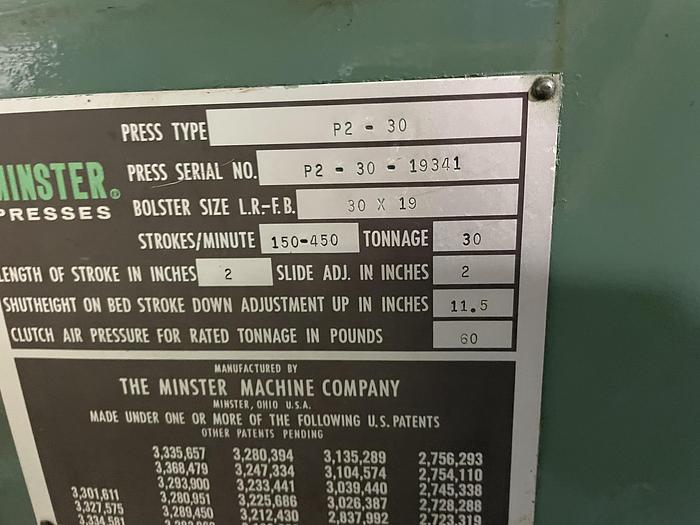 PRESS TYPE P2 - 30
MINSTER®
PRESSES
PRESS SERIAL NO. P2 - 30 - 19341
BOLSTER SIZE L.R.-F.B. 30 X 19
STROKES/MINUTE 150-450 TONNAGE 30
LENGTH OF STROKE IN INCHES 2 SLIDE ADJ. IN INCHES 2
SHUTHEIGHT ON BED STROKE DOWN ADJUSTMENT UP IN INCHES 11.5
CLUTCH AIR PRESSURE FOR RATED TONNAGE IN POUNDS 60
MANUFACTURED BY
THE MINSTER MACHINE COMPANY
MINSTER, OHIO U.S.A.
MADE UNDER ONE OR MORE OF THE FOLLOWING U.S. PATENTS
OTHER PATENTS PENDING
3,335,657 3,280,394 3,135,289 2,756,293
3,368,479 3,247,334 3,104,574 2,754,110
3,301,611 3,293,900 3,233,441 3,039,440 2,745,338
3,327,575 3,280,951 3,225,686 3,026,387 2,728,288
3,334,581 3,289,450 3,212,430 2,837,992 2,723,319